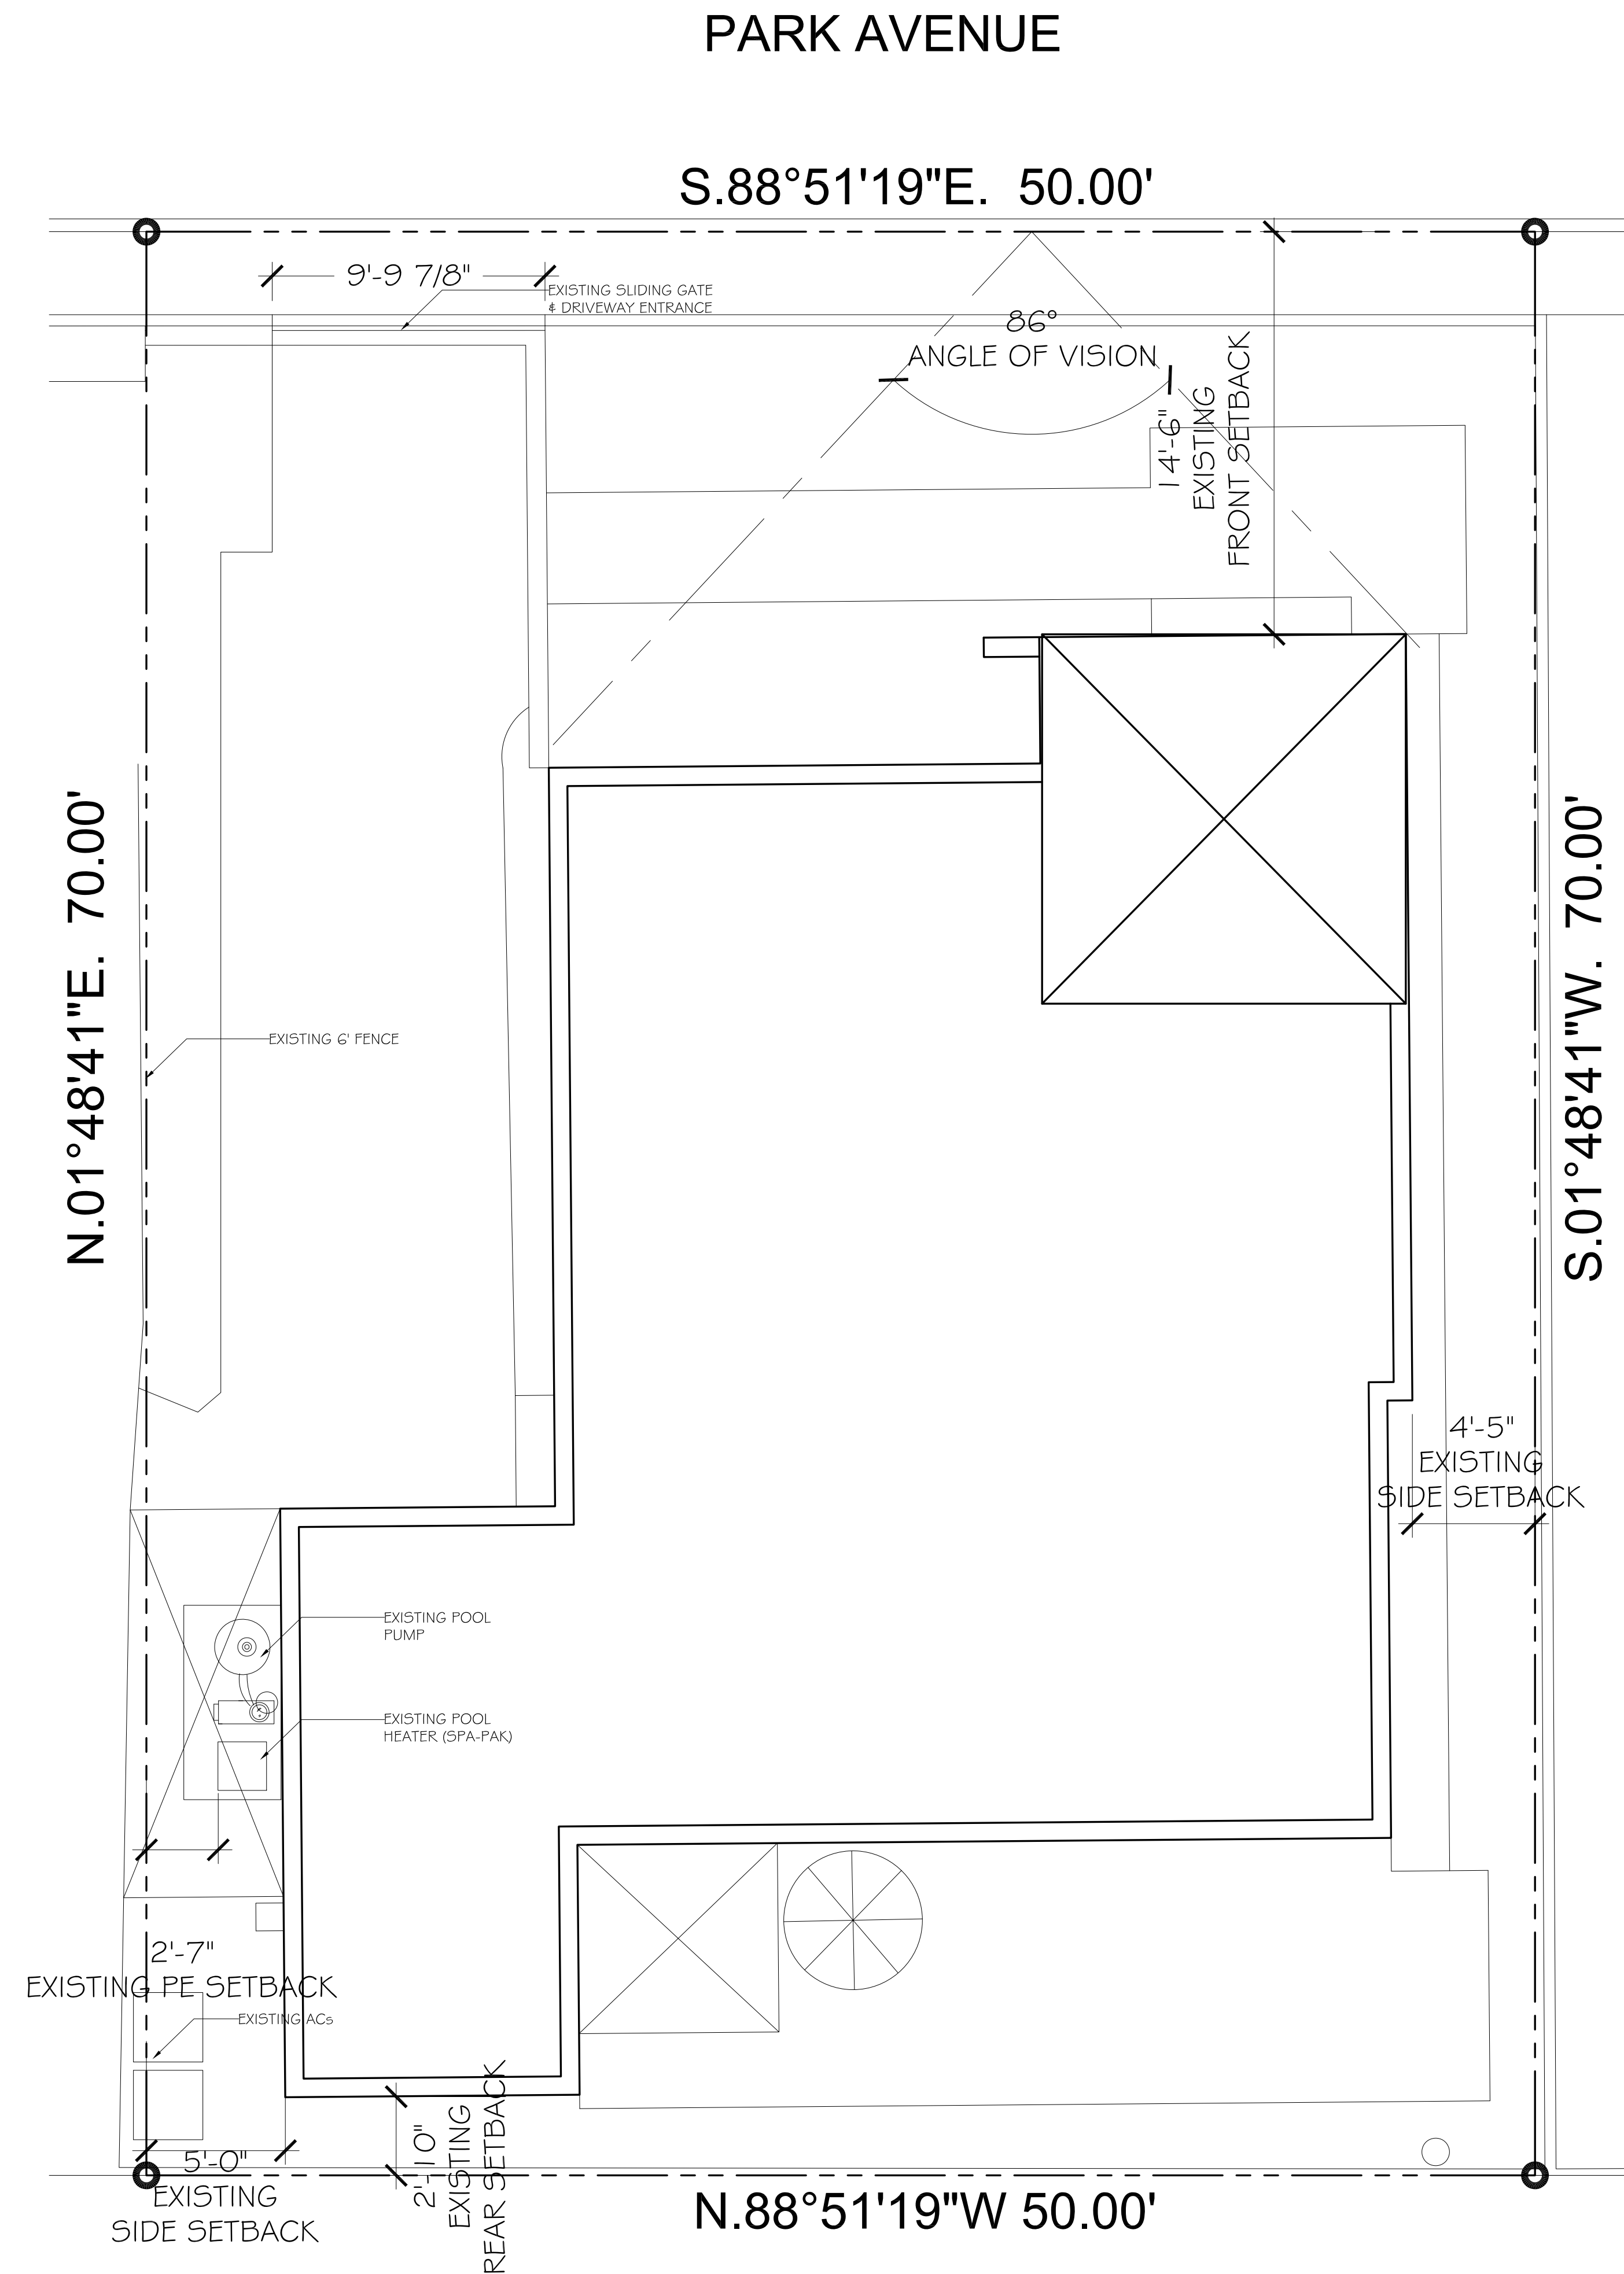 PARK AVENUE
S.88°51'19"E.  50.00'
9'-9 7/8"
EXISTING SLIDING GATE
& DRIVEWAY ENTRANCE
86°
ANGLE OF VISION
14'-6"
EXISTING
FRONT SETBACK
N.01°48'41"E.  70.00'
S.01°48'41"W.  70.00'
EXISTING 6' FENCE
4'-5"
EXISTING
SIDE SETBACK
EXISTING POOL
PUMP
EXISTING POOL
HEATER (SPA-PAK)
2'-7"
EXISTING PE SETBACK
EXISTING ACs
5'-0"
EXISTING
SIDE SETBACK
2'-10"
EXISTING
REAR SETBACK
N.88°51'19"W 50.00'